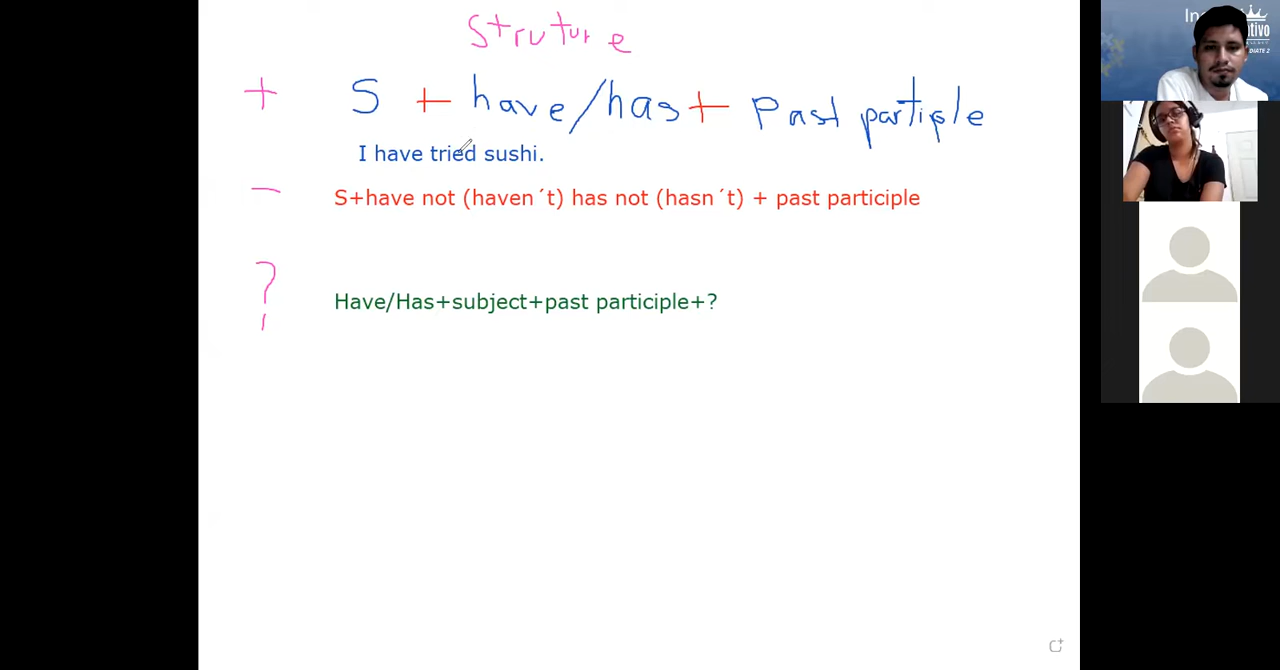 Struture
+ S + have/has + Past partiple
I have tried sushi.
- S+have not (haven´t) has not (hasn´t) + past participle
? Have/Has+subject+past participle+?